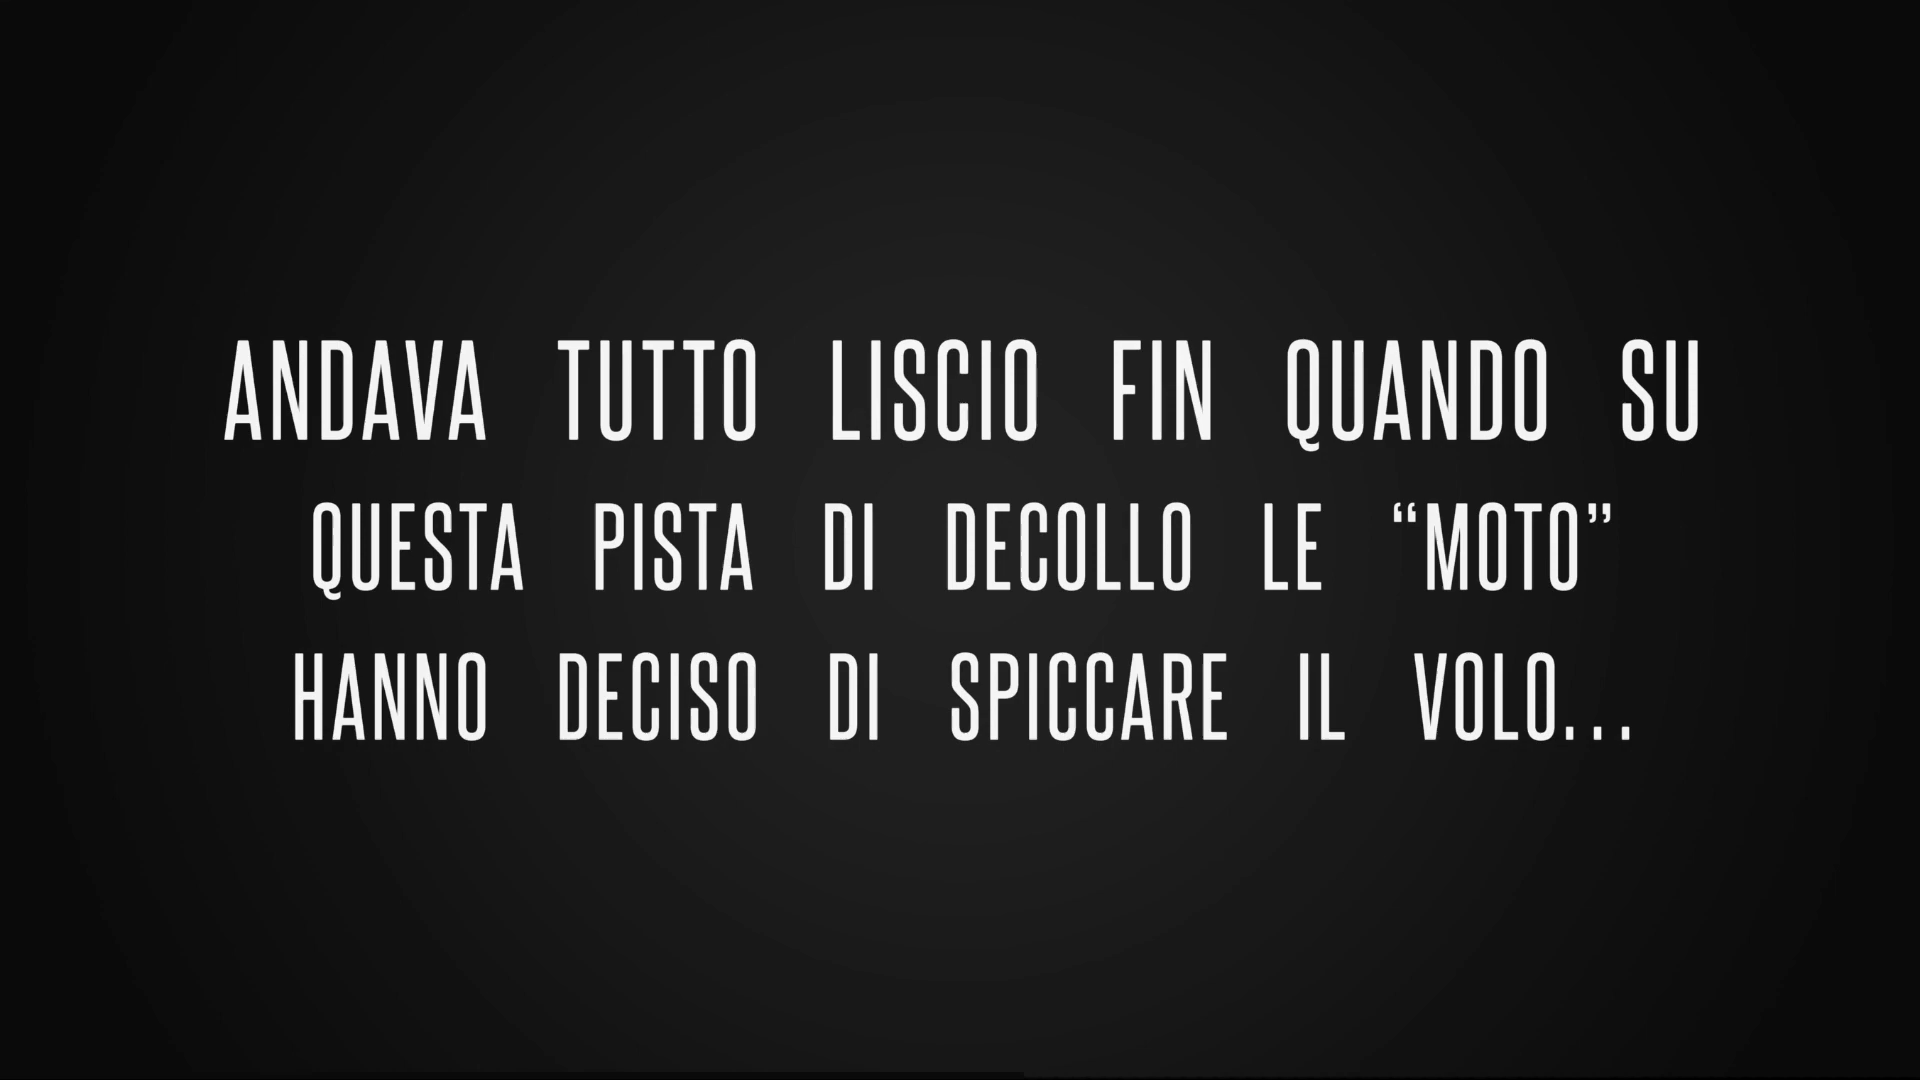 ANDAVA TUTTO LISCIO FIN QUANDO SU
QUESTA PISTA DI DECOLLO LE “MOTO”
HANNO DECISO DI SPICCARE IL VOLO...